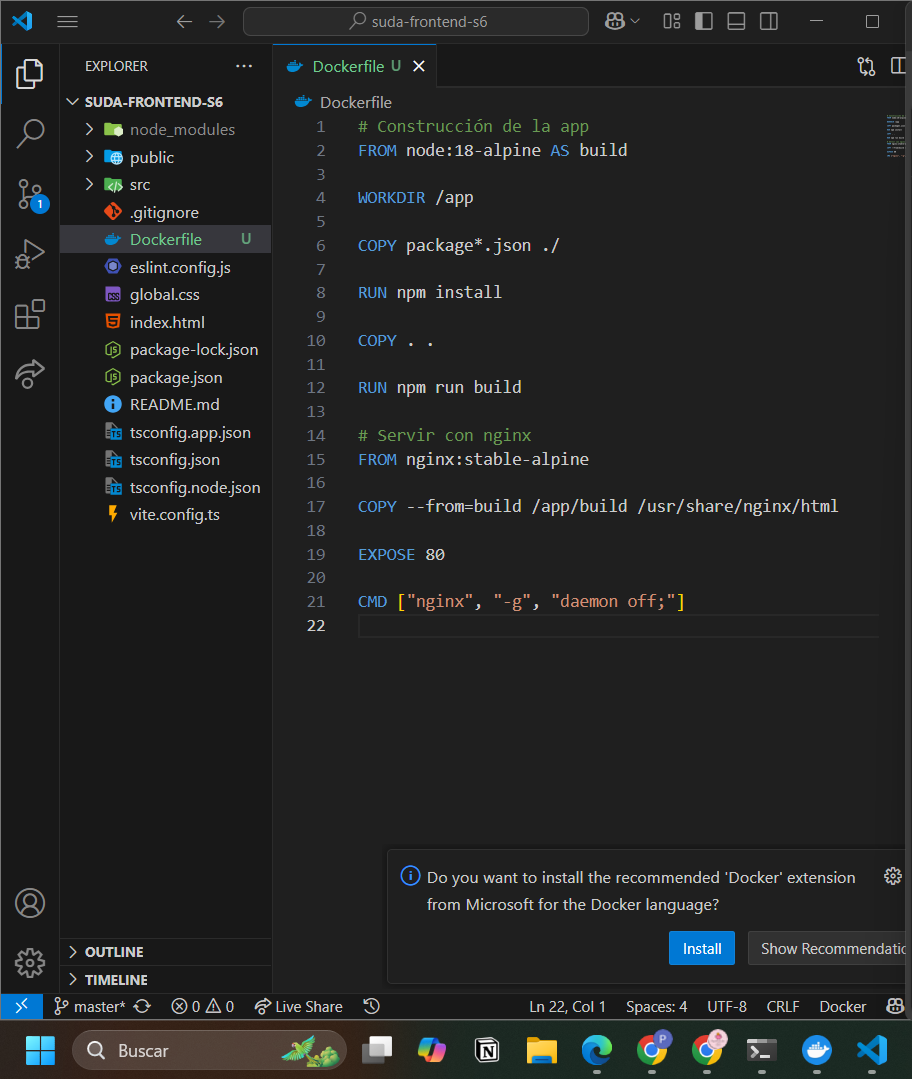 suda-frontend-s6
EXPLORER
Dockerfile U
SUDA-FRONTEND-S6
node_modules
public
src
.gitignore
Dockerfile U
eslint.config.js
global.css
index.html
package-lock.json
package.json
README.md
tsconfig.app.json
tsconfig.json
tsconfig.node.json
vite.config.ts
Dockerfile
1 # Construcción de la app
2 FROM node:18-alpine AS build
3
4 WORKDIR /app
5
6 COPY package*.json ./
7
8 RUN npm install
9
10 COPY . .
11
12 RUN npm run build
13
14 # Servir con nginx
15 FROM nginx:stable-alpine
16
17 COPY --from=build /app/build /usr/share/nginx/html
18
19 EXPOSE 80
20
21 CMD ["nginx", "-g", "daemon off;"]
22
1
Do you want to install the recommended 'Docker' extension
from Microsoft for the Docker language?
Install
Show Recommendatio
OUTLINE
TIMELINE
master* 0 0 Live Share Ln 22, Col 1 Spaces: 4 UTF-8 CRLF Docker
Buscar